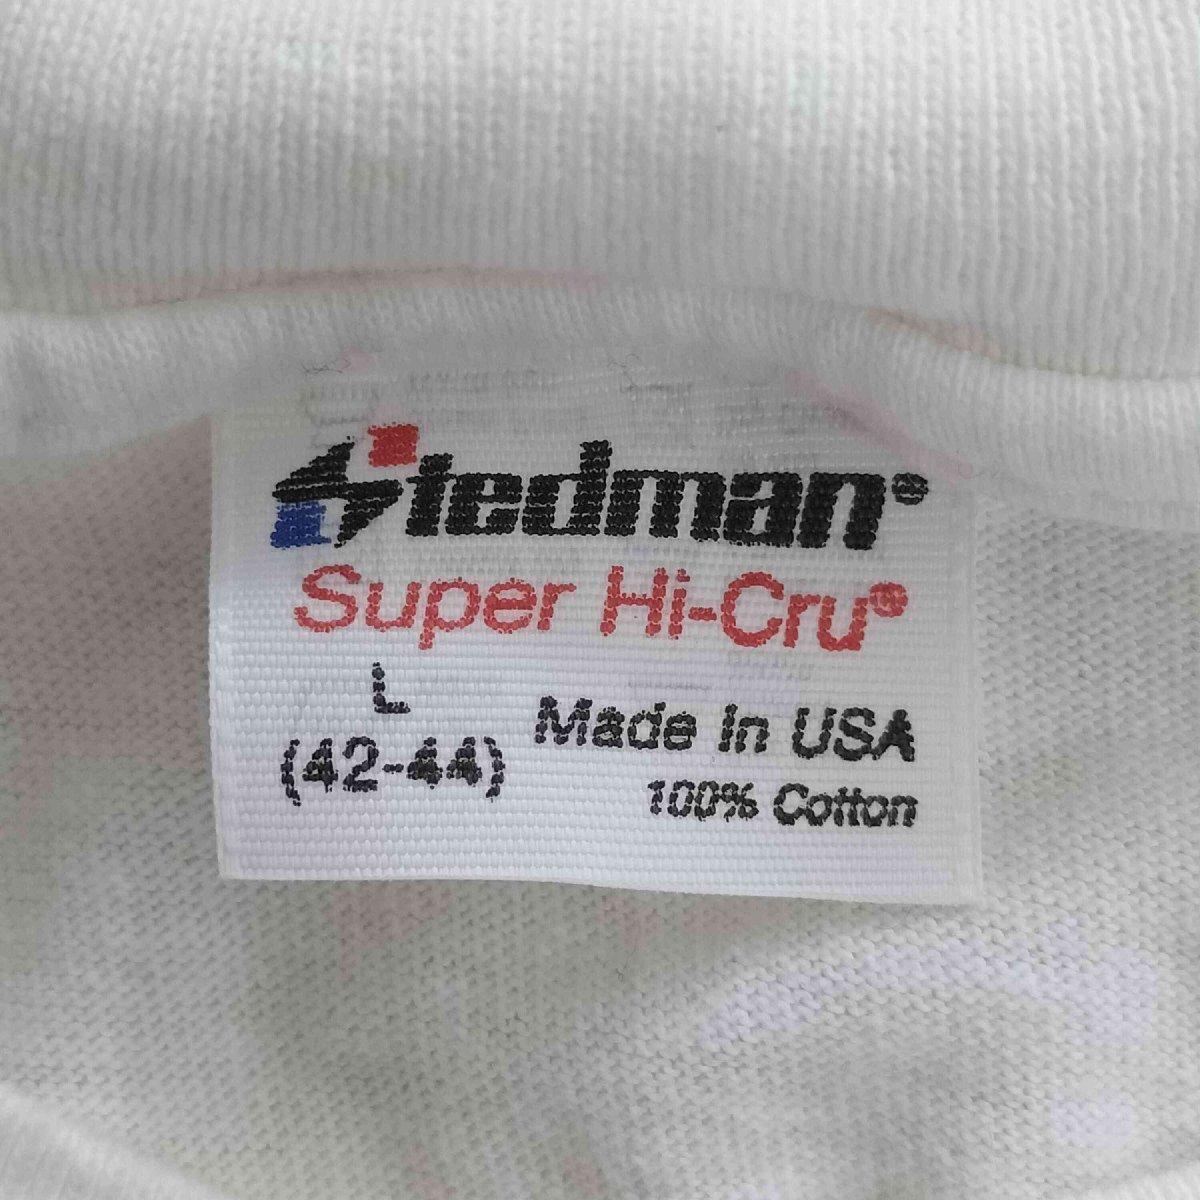 Stedman®
Super Hi-Cru®
L
(42-44)
Made In USA
100% Cotton